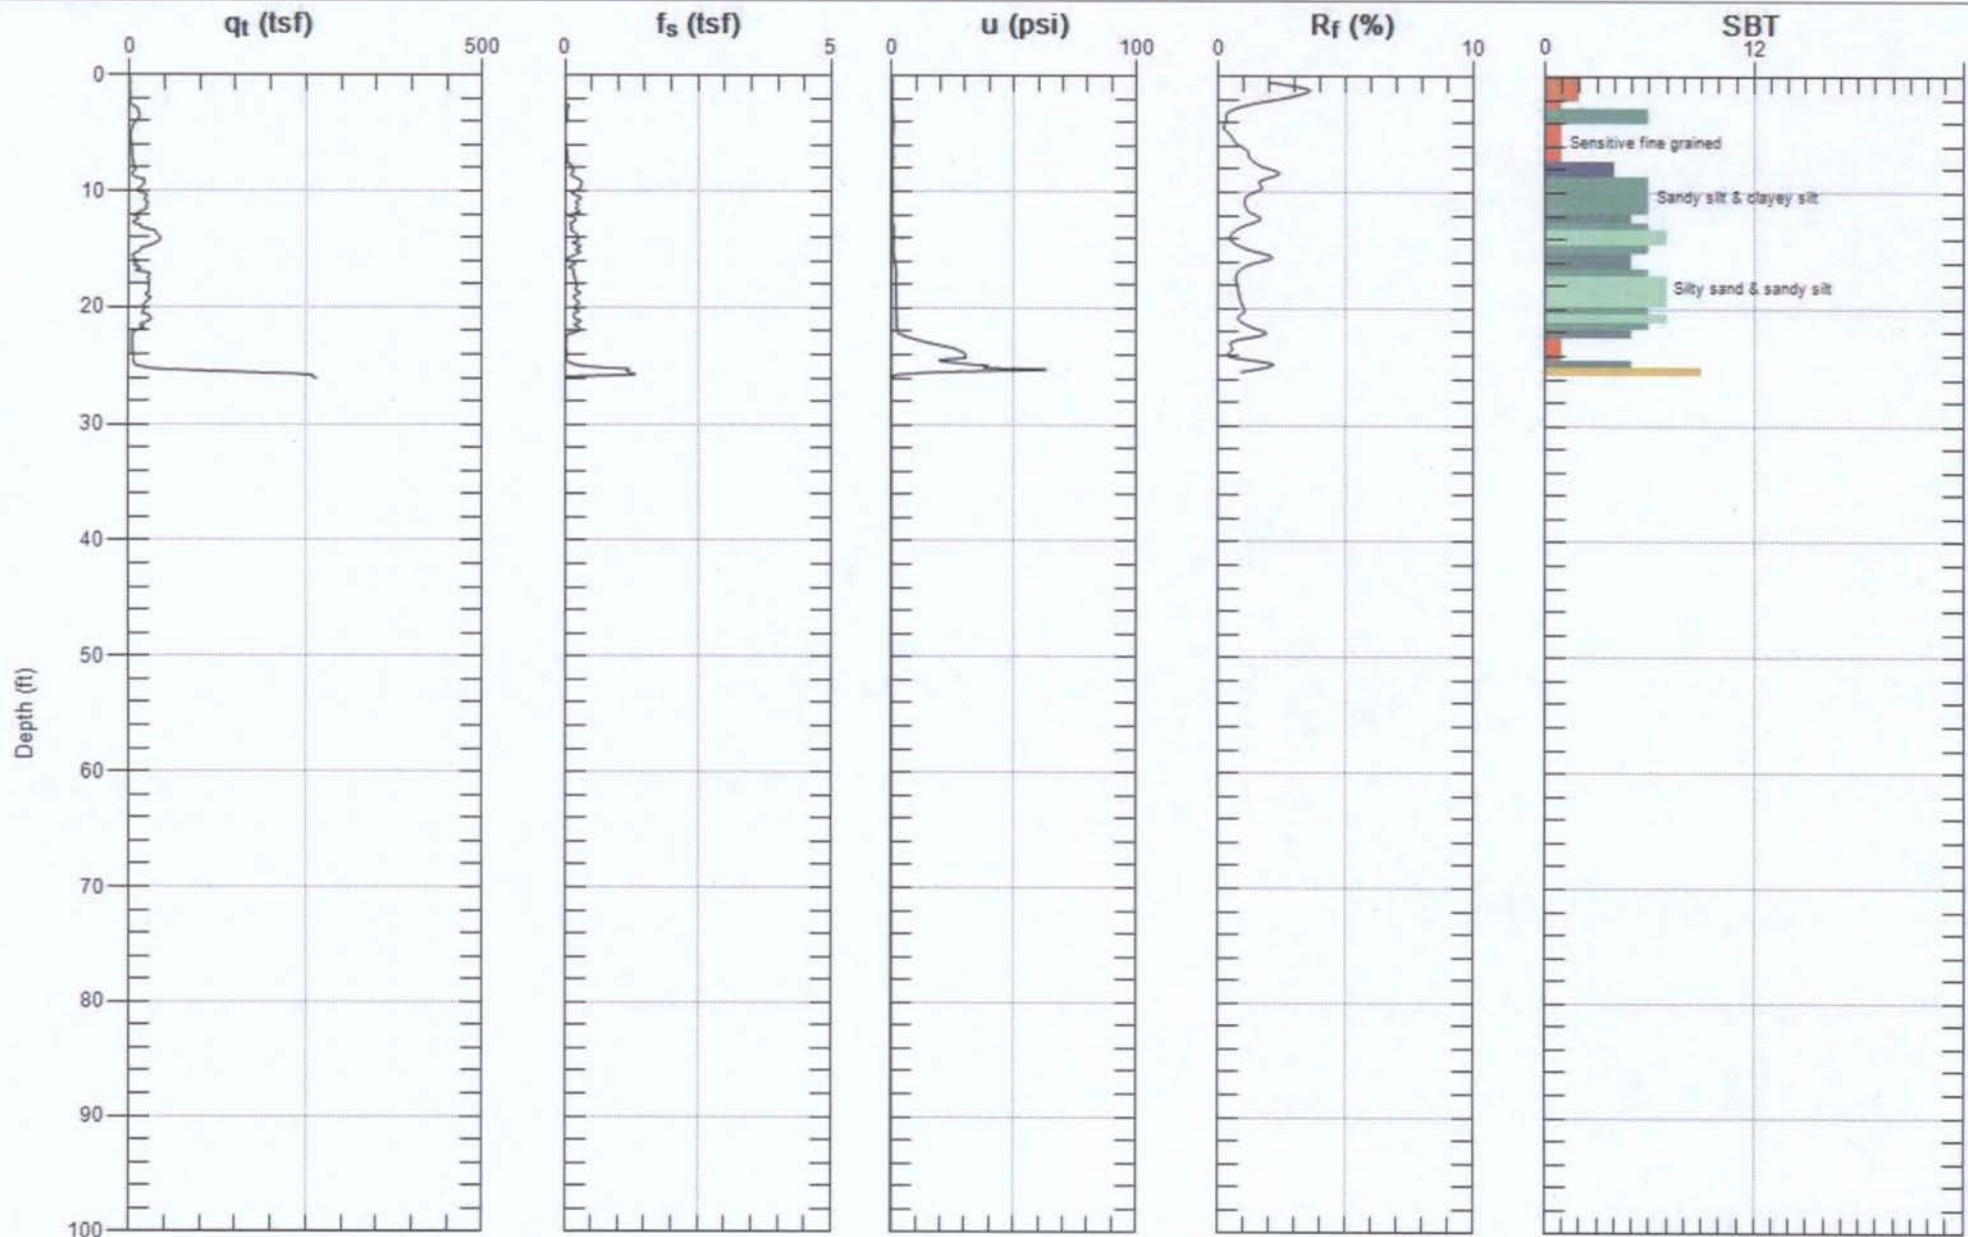 qt (tsf)
fs (tsf)
u (psi)
Rf (%)
SBT
0 500
0 5
0 100
0 10
0 12
0
10
20
30
40
50
60
70
80
90
100
Depth (ft)
Sensitive fine grained
Sandy silt & clayey silt
Silty sand & sandy silt